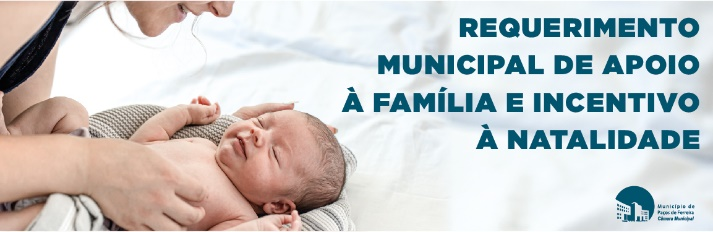 REQUERIMENTO
MUNICIPAL DE APOIO
À FAMÍLIA E INCENTIVO
À NATALIDADE
Município de
Paços de Ferreira
Câmara Municipal